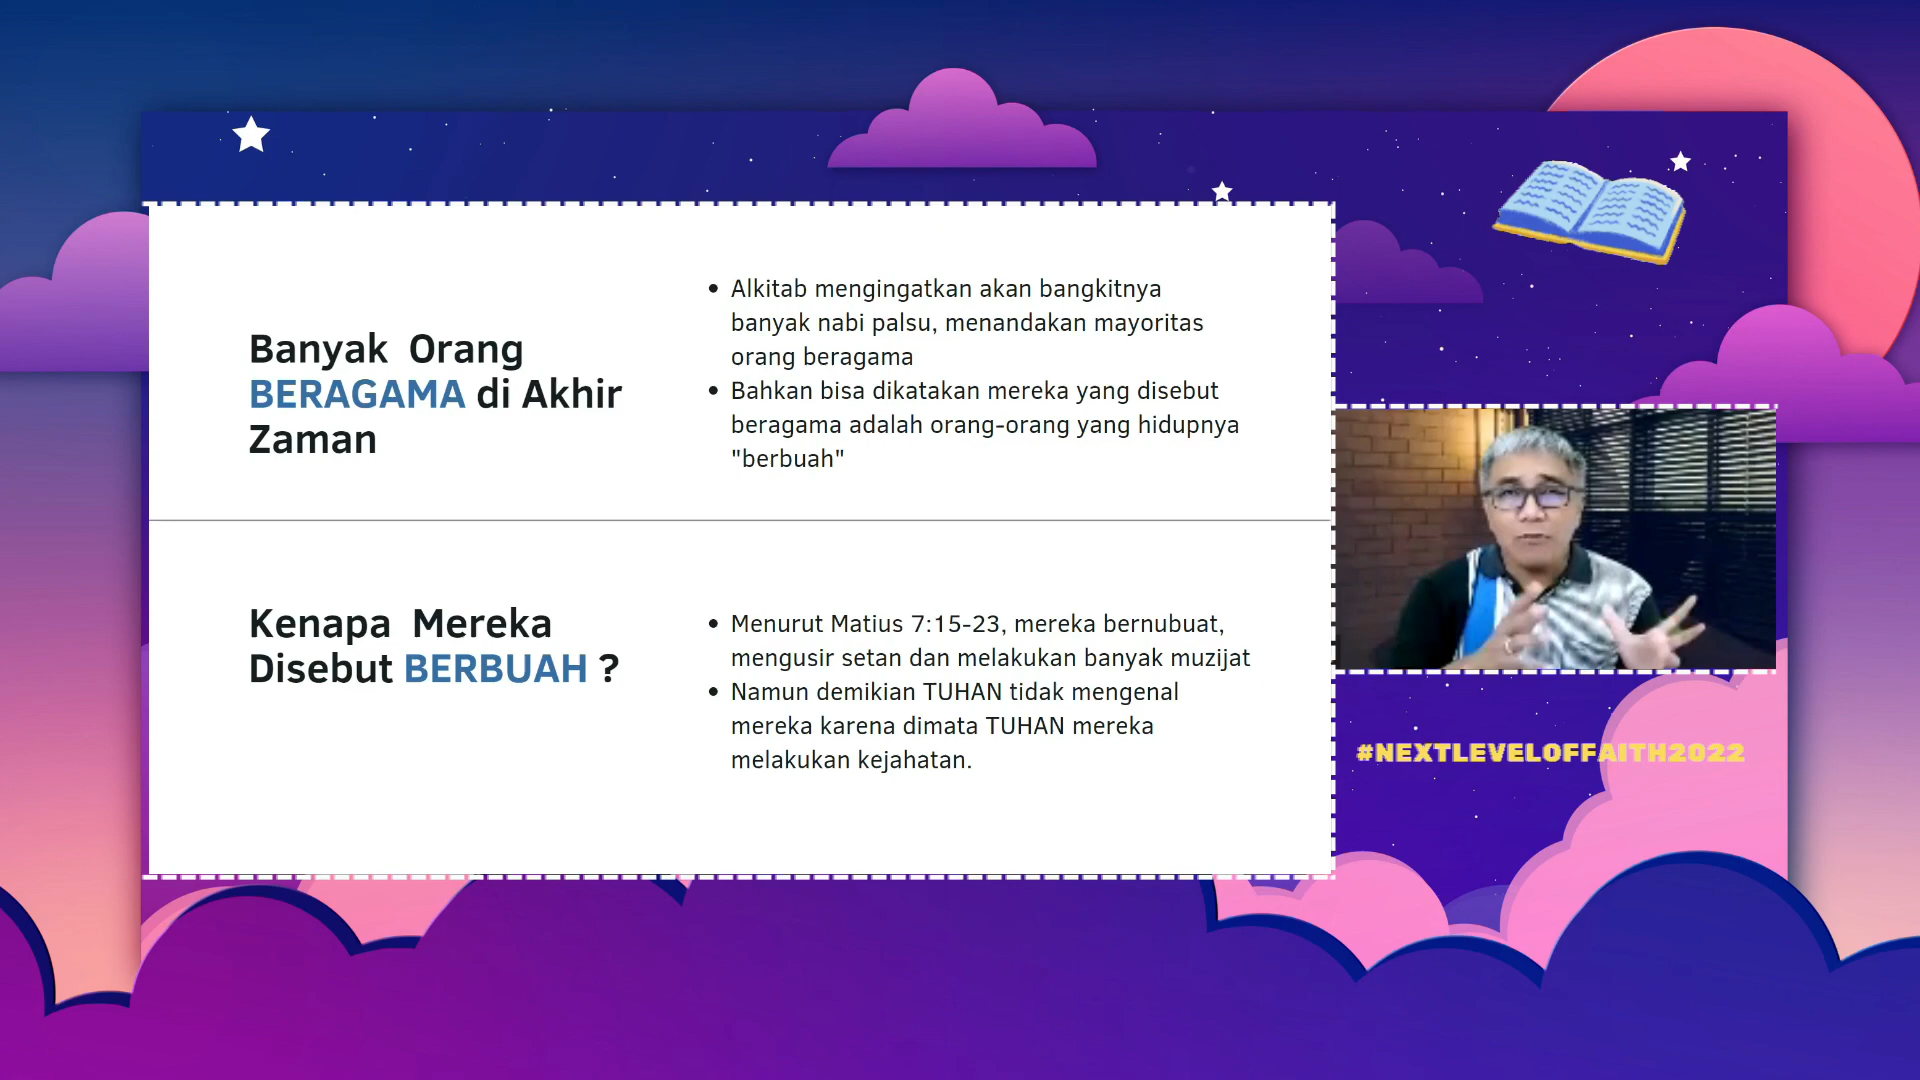 Banyak Orang
BERAGAMA di Akhir
Zaman
Alkitab mengingatkan akan bangkitnya
banyak nabi palsu, menandakan mayoritas
orang beragama
Bahkan bisa dikatakan mereka yang disebut
beragama adalah orang-orang yang hidupnya
"berbuah"
Kenapa Mereka
Disebut BERBUAH ?
Menurut Matius 7:15-23, mereka bernubuat,
mengusir setan dan melakukan banyak muzijat
Namun demikian TUHAN tidak mengenal
mereka karena dimata TUHAN mereka
melakukan kejahatan.
#NEXTLEVELOFFAITH2022